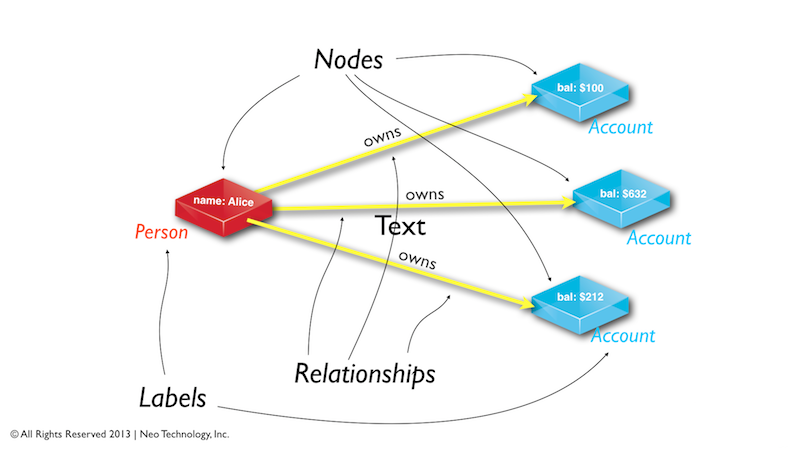 Nodes
bal: $100
Account
owns
name: Alice
owns
bal: $632
Person
Text
Account
owns
bal: $212
Account
Relationships
Labels
© All Rights Reserved 2013 | Neo Technology, Inc.